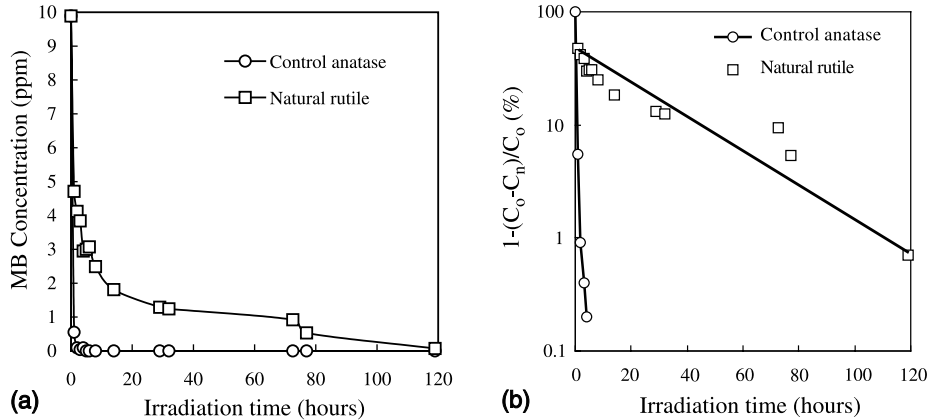 10
9
8
7
6
5
4
3
2
1
0
MB Concentration (ppm)
Control anatase
Natural rutile
0 20 40 60 80 100 120
Irradiation time (hours)
(a)
100
10
1
0.1
1-(Co-Cn)/Co (%)
Control anatase
Natural rutile
0 20 40 60 80 100 120
Irradiation time (hours)
(b)